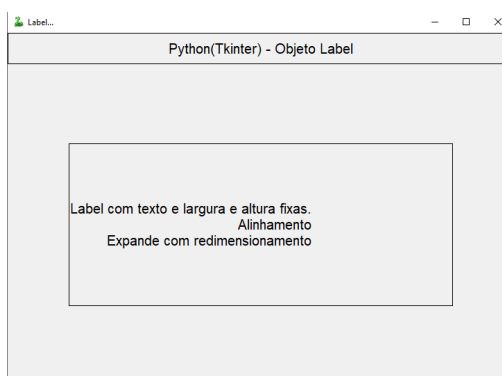 Label...
Python(Tkinter) - Objeto Label
Label com texto e largura e altura fixas.
Alinhamento
Expande com redimensionamento